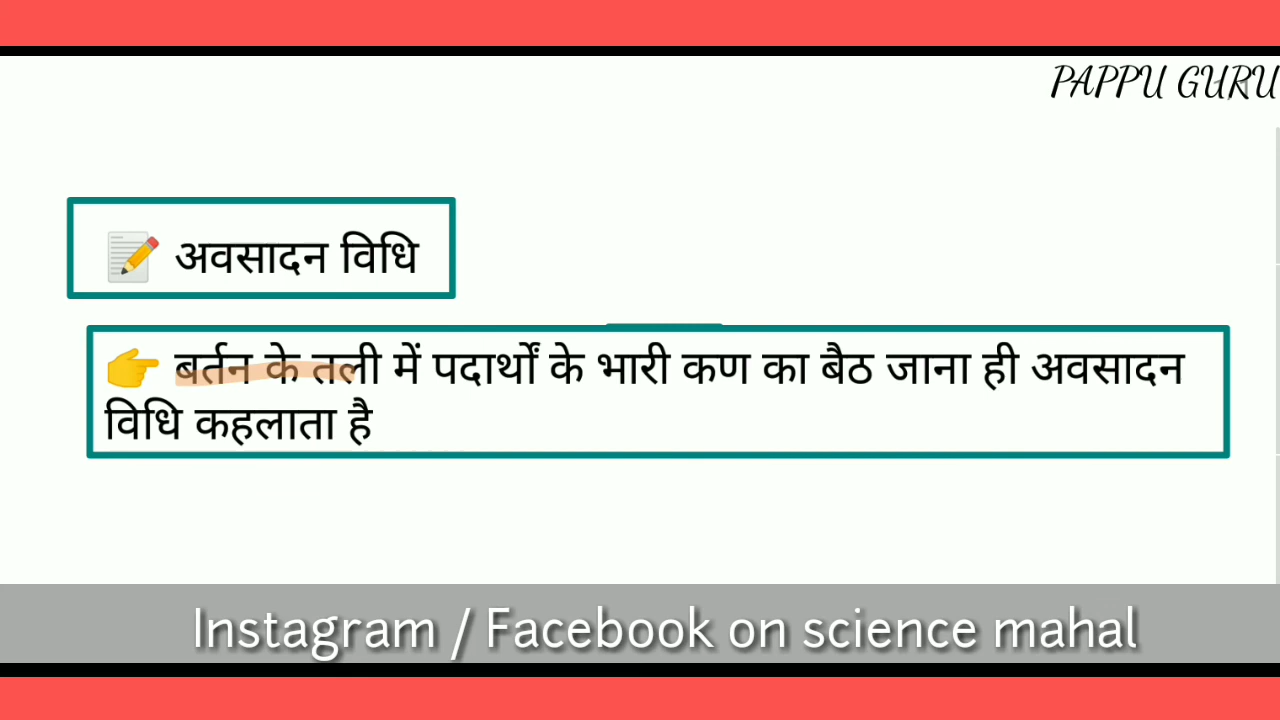 PAPPU GURU
📝 अवसादन विधि
👉 बर्तन के तली में पदार्थों के भारी कण का बैठ जाना ही अवसादन
विधि कहलाता है
Instagram / Facebook on science mahal